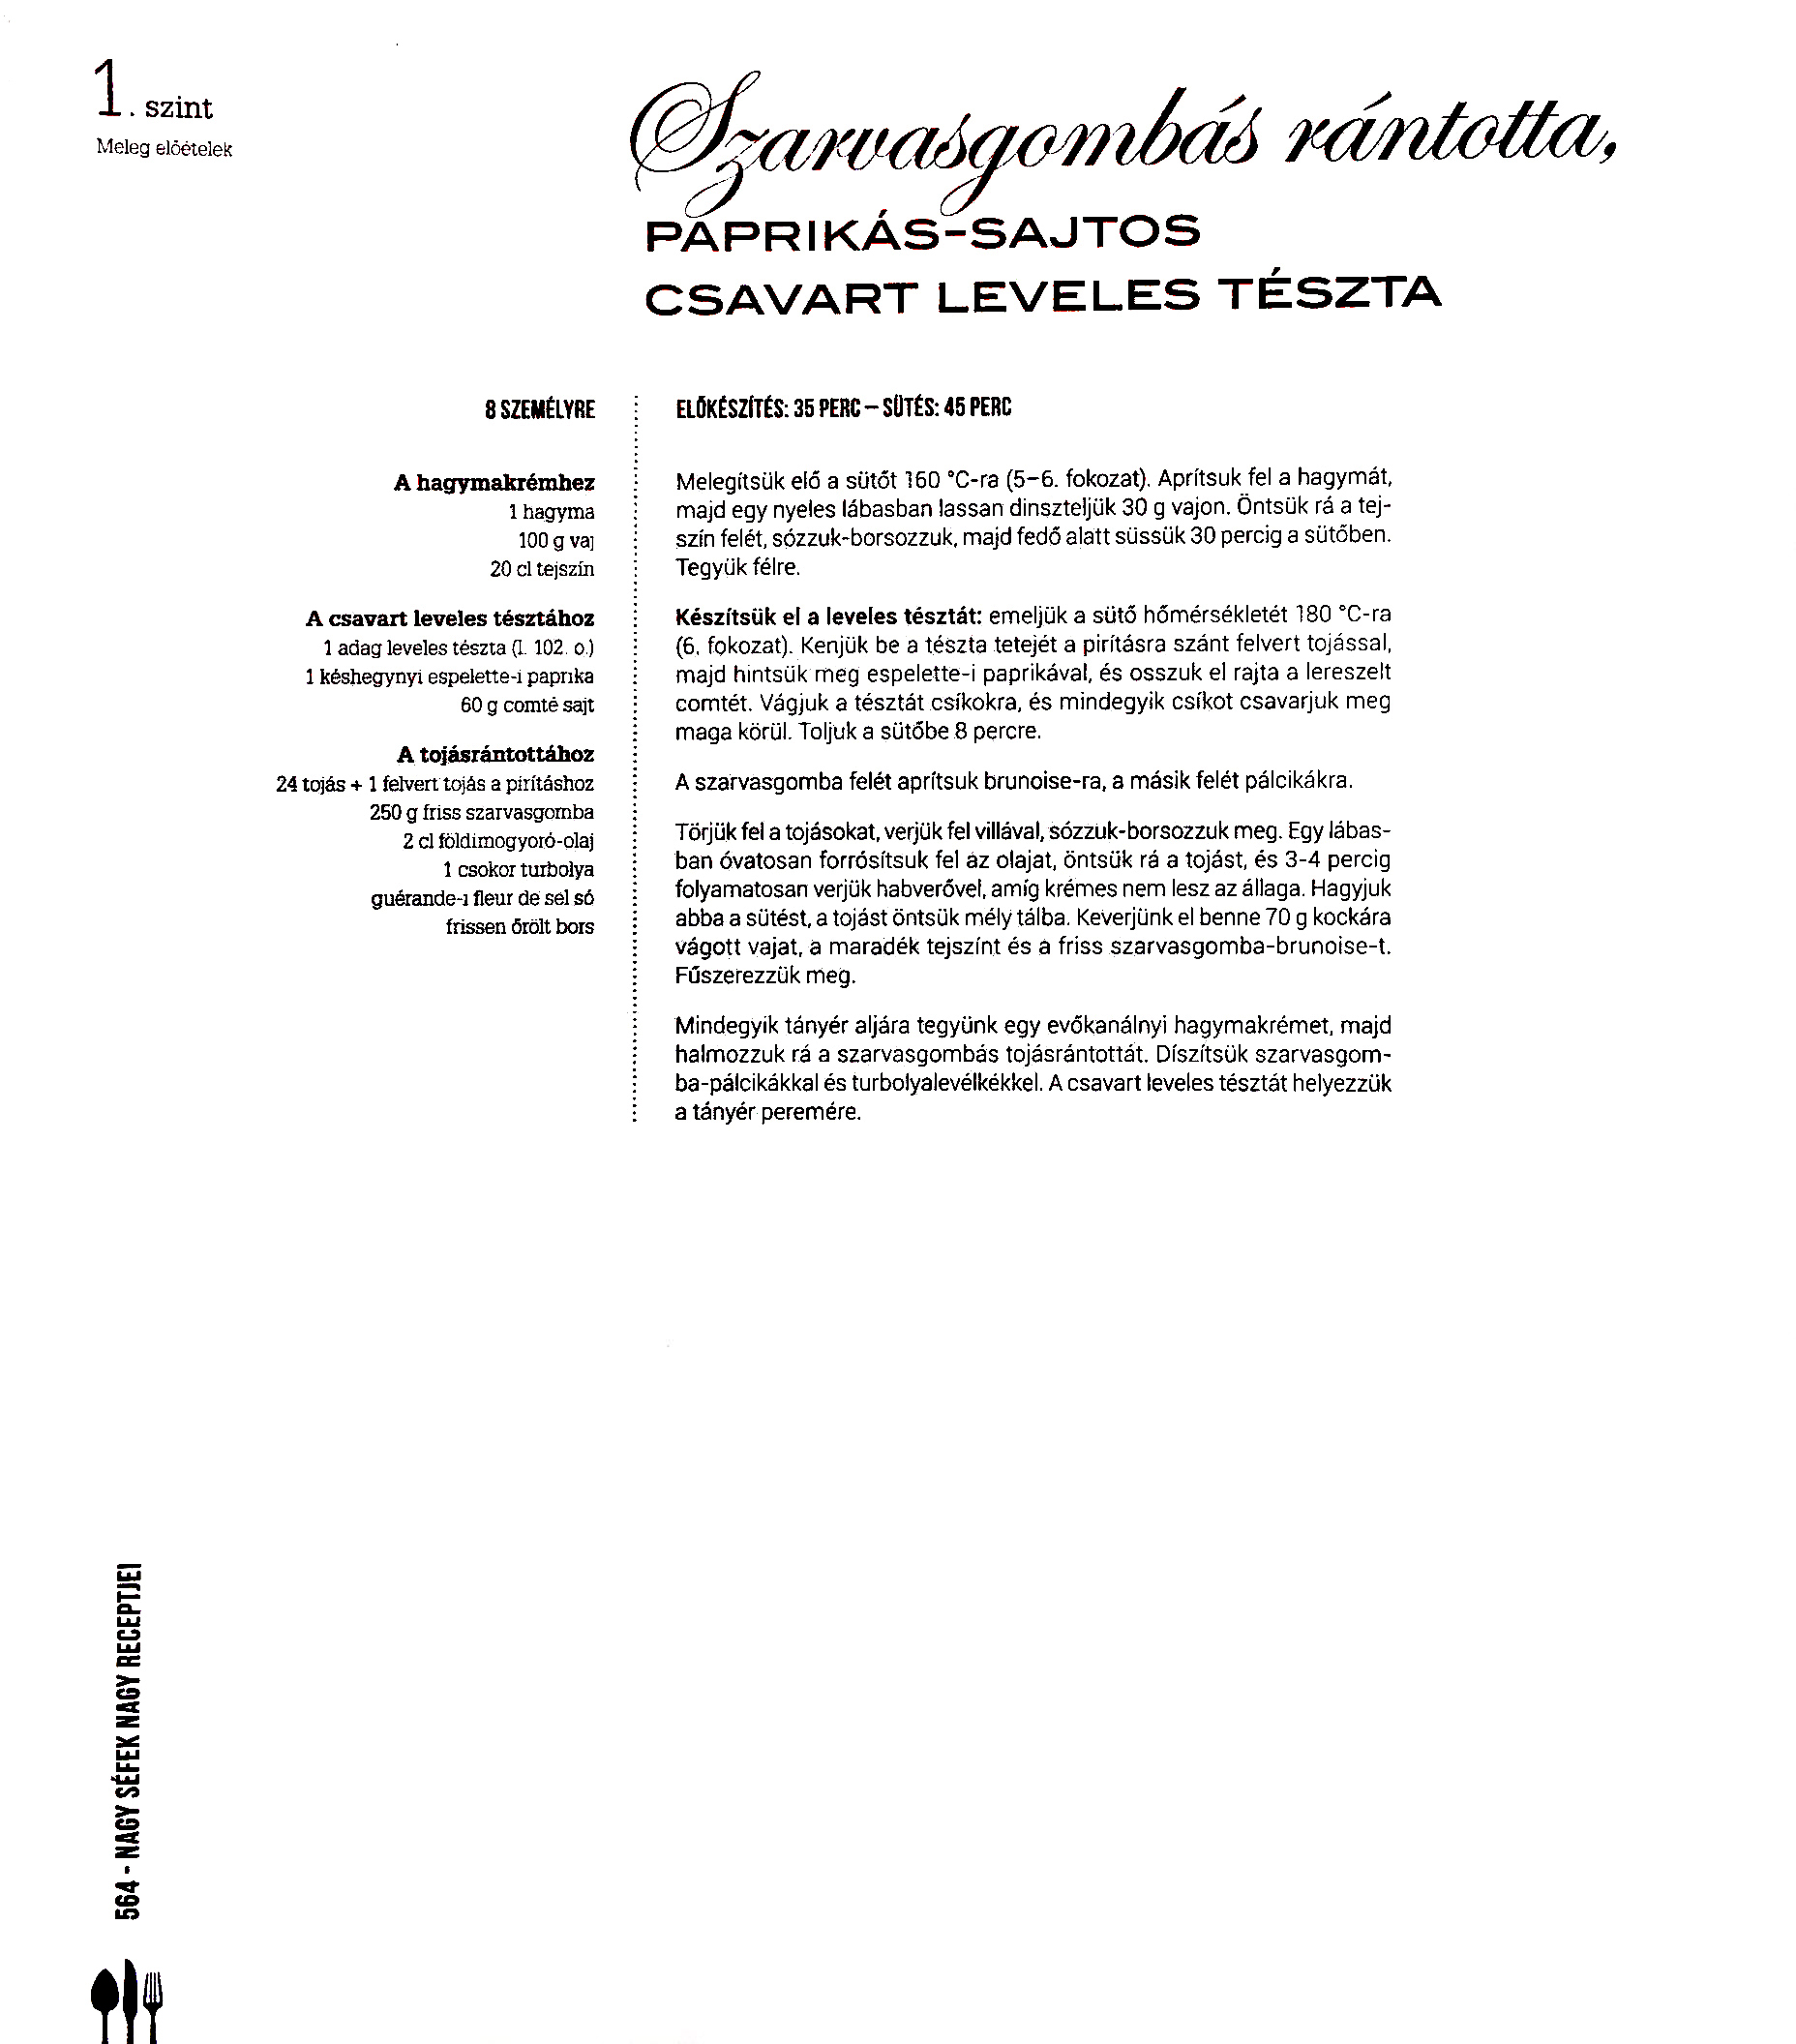 1. szint
Meleg előételek
Szarvasgombás rántotta,
PAPRIKÁS-SAJTOS
CSAVART LEVELES TÉSZTA
8 SZEMÉLYRE
A hagymakrémhez
1 hagyma
100 g vaj
20 cl tejszín
A csavart leveles tésztához
1 adag leveles tészta (l. 102. o.)
1 késhegynyi espelette-i paprika
60 g comté sajt
A tojásrántottához
24 tojás + 1 felvert tojás a pirításhoz
250 g friss szarvasgomba
2 cl földimogyoró-olaj
1 csokor turbolya
guérande-i fleur de sel só
frissen őrölt bors
ELŐKÉSZÍTÉS: 35 PERC – SÜTÉS: 45 PERC
Melegítsük elő a sütőt 160 °C-ra (5–6. fokozat). Aprítsuk fel a hagymát,
majd egy nyeles lábasban lassan dinszteljük 30 g vajon. Öntsük rá a tej-
szín felét, sózzuk-borsozzuk, majd fedő alatt süssük 30 percig a sütőben.
Tegyük félre.
Készítsük el a leveles tésztát: emeljük a sütő hőmérsékletét 180 °C-ra
(6. fokozat). Kenjük be a tészta tetejét a pirításra szánt felvert tojással,
majd hintsük meg espelette-i paprikával, és osszuk el rajta a lereszelt
comtét. Vágjuk a tésztát csíkokra, és mindegyik csíkot csavarjuk meg
maga körül. Toljuk a sütőbe 8 percre.
A szarvasgomba felét aprítsuk brunoise-ra, a másik felét pálcikákra.
Törjük fel a tojásokat, verjük fel villával, sózzuk-borsozzuk meg. Egy lábas-
ban óvatosan forrósítsuk fel az olajat, öntsük rá a tojást, és 3-4 percig
folyamatosan verjük habverővel, amíg krémes nem lesz az állaga. Hagyjuk
abba a sütést, a tojást öntsük mély tálba. Keverjünk el benne 70 g kockára
vágott vajat, a maradék tejszínt és a friss szarvasgomba-brunoise-t.
Fűszerezzük meg.
Mindegyik tányér aljára tegyünk egy evőkanálnyi hagymakrémet, majd
halmozzuk rá a szarvasgombás tojásrántottát. Díszítsük szarvasgom-
ba-pálcikákkal és turbolyalevélkékkel. A csavart leveles tésztát helyezzük
a tányér peremére.
564 - NAGY SÉFEK NAGY RECEPTJEI